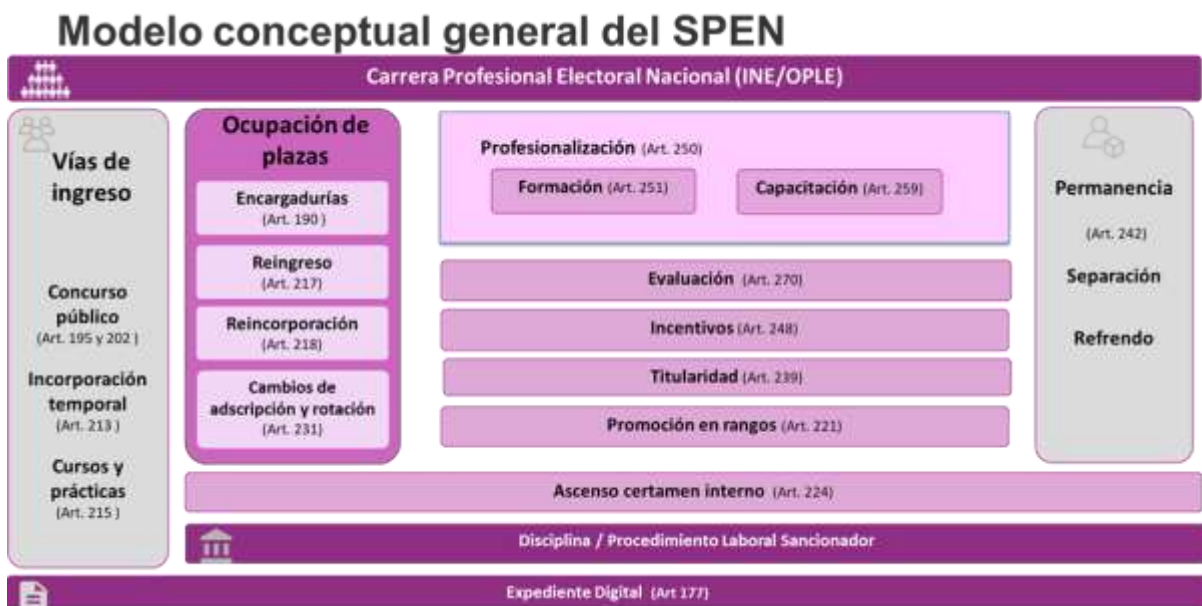 Modelo conceptual general del SPEN
Carrera Profesional Electoral Nacional (INE/OPLE)
Vías de
ingreso
Concurso
público
(Art. 195 y 202 )
Incorporación
temporal
(Art. 213 )
Cursos y
prácticas
(Art. 215 )
Ocupación de
plazas
Encargadurías
(Art. 190 )
Reingreso
(Art. 217)
Reincorporación
(Art. 218)
Cambios de
adscripción y rotación
(Art. 231)
Profesionalización (Art. 250)
Formación (Art. 251)
Capacitación (Art. 259)
Evaluación (Art. 270)
Incentivos (Art. 248)
Titularidad (Art. 239)
Promoción en rangos (Art. 221)
Permanencia
(Art. 242)
Separación
Refrendo
Ascenso certamen interno (Art. 224)
Disciplina / Procedimiento Laboral Sancionador
Expediente Digital (Art 177)